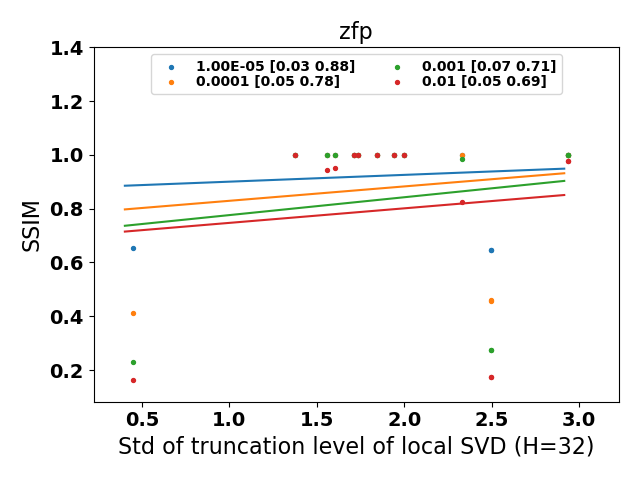 zfp
1.00E-05 [0.03 0.88]
0.0001 [0.05 0.78]
0.001 [0.07 0.71]
0.01 [0.05 0.69]
SSIM
1.4
1.2
1.0
0.8
0.6
0.4
0.2
0.5 1.0 1.5 2.0 2.5 3.0
Std of truncation level of local SVD (H=32)